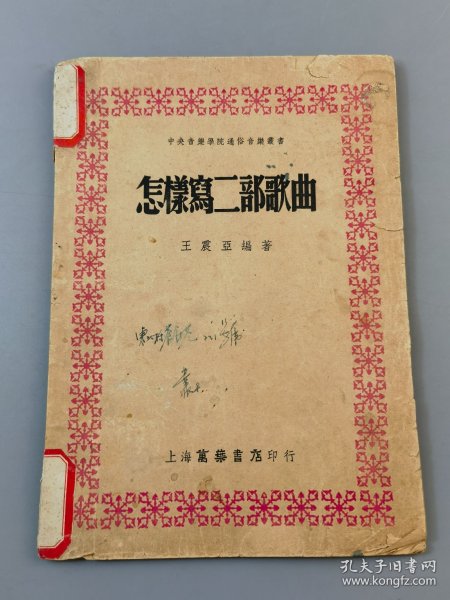 中央音樂學院通俗音樂叢書
怎樣寫二部歌曲
王震亞編著
上海萬葉書店印行
孔夫子旧书网
www.kongfz.com